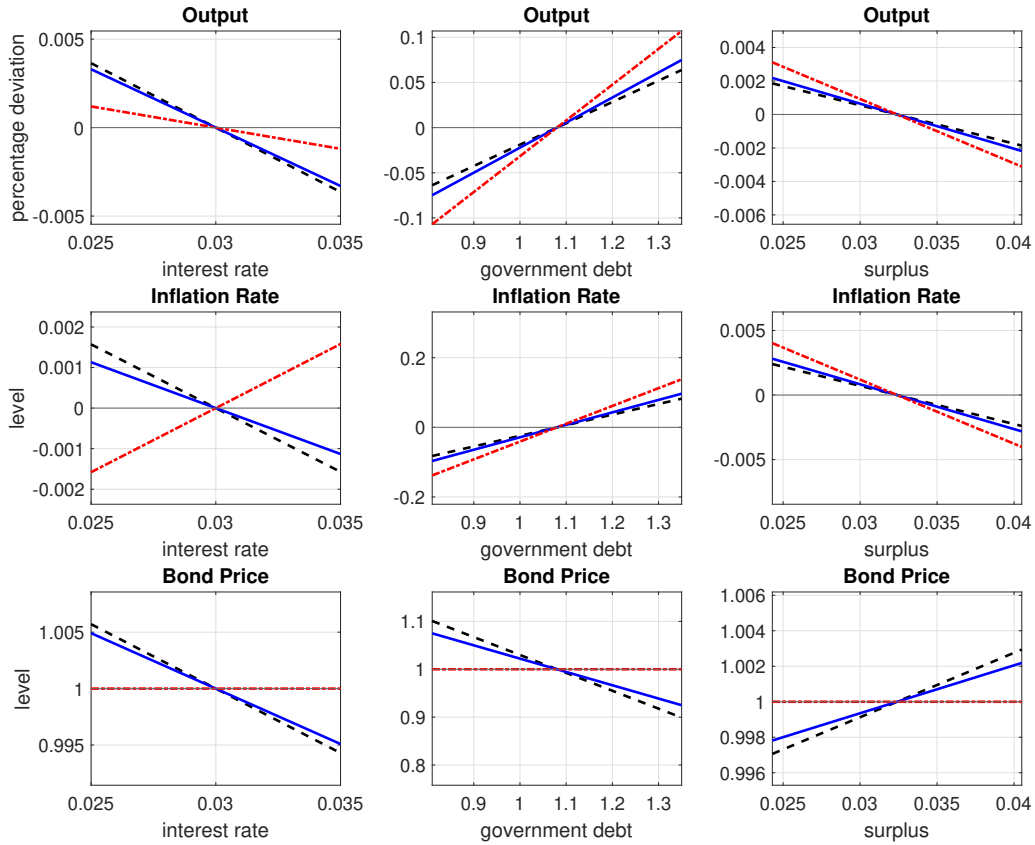 Output
percentage deviation
0.005
0
-0.005
0.025 0.03 0.035
interest rate
Output
0.1
0.05
0
-0.05
-0.1
0.9 1 1.1 1.2 1.3
government debt
Output
0.004
0.002
0
-0.002
-0.004
-0.006
0.025 0.03 0.035 0.04
surplus
Inflation Rate
level
0.002
0.001
0
-0.001
-0.002
0.025 0.03 0.035
interest rate
Inflation Rate
0.2
0
-0.2
0.9 1 1.1 1.2 1.3
government debt
Inflation Rate
0.005
0
-0.005
0.025 0.03 0.035 0.04
surplus
Bond Price
level
1.005
1
0.995
0.025 0.03 0.035
interest rate
Bond Price
1.1
1
0.9
0.8
0.9 1 1.1 1.2 1.3
government debt
Bond Price
1.006
1.004
1.002
1
0.998
0.996
0.025 0.03 0.035 0.04
surplus